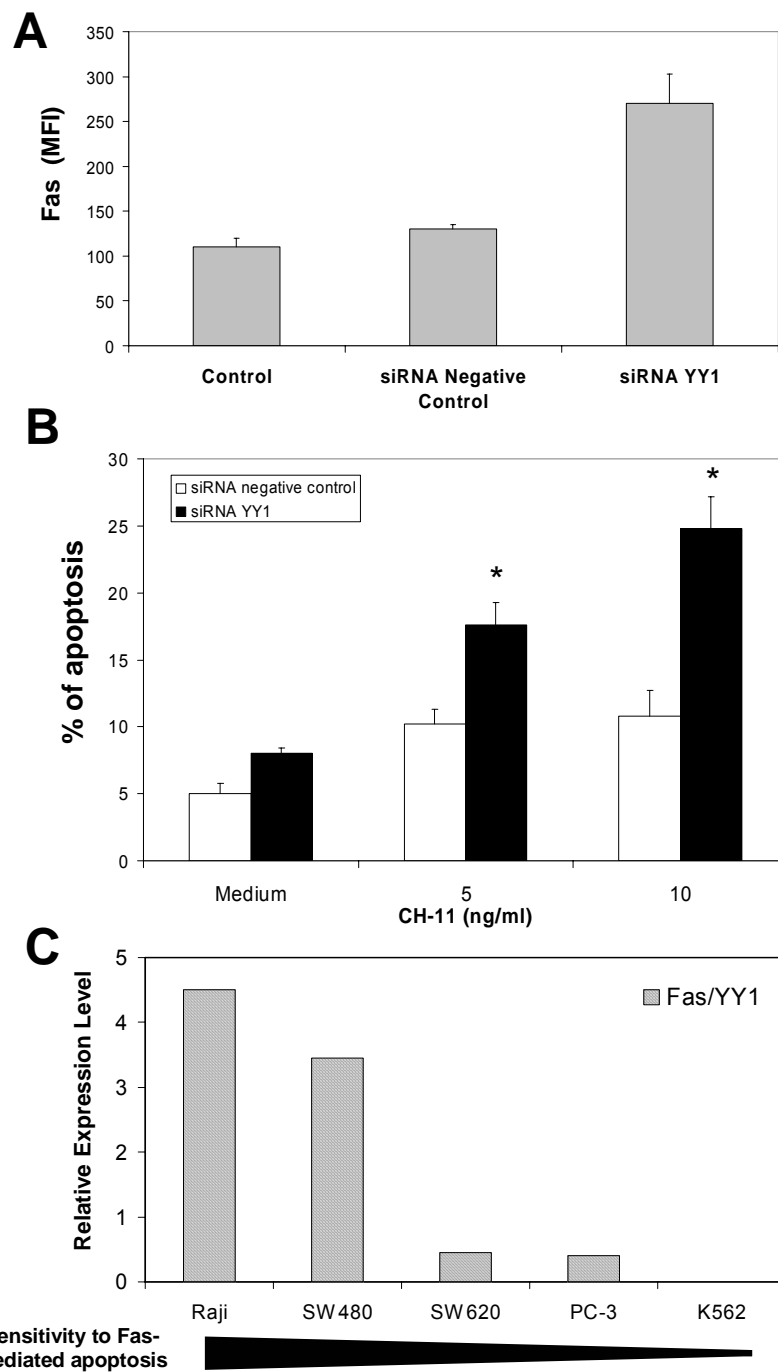 A
Fas (MFI)
350
300
250
200
150
100
50
0
Control
siRNA Negative
Control
siRNA YY1
B
% of apoptosis
30
25
20
15
10
5
0
siRNA negative control
siRNA YY1
*
*
Medium
5
10
CH-11 (ng/ml)
C
Relative Expression Level
5
4
3
2
1
0
Fas/YY1
Raji
SW480
SW620
PC-3
K562
ensitivity to Fas-
ediated apoptosis